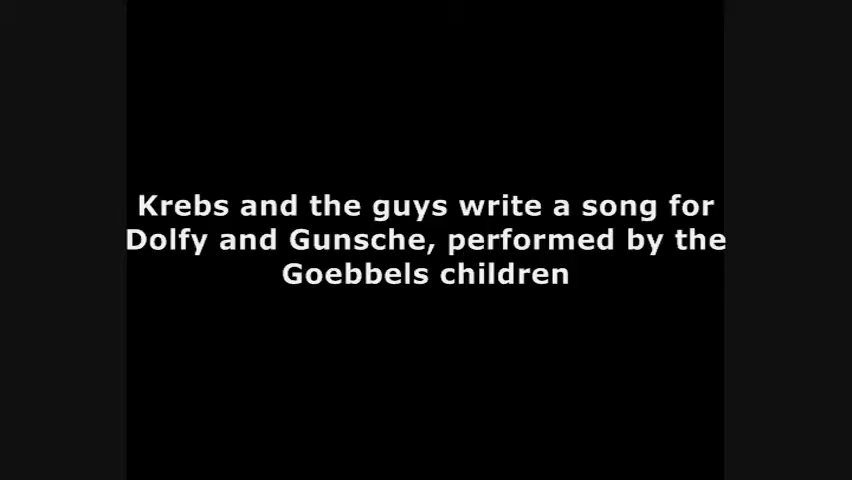 Krebs and the guys write a song for
Dolfy and Gunsche, performed by the
Goebbels children